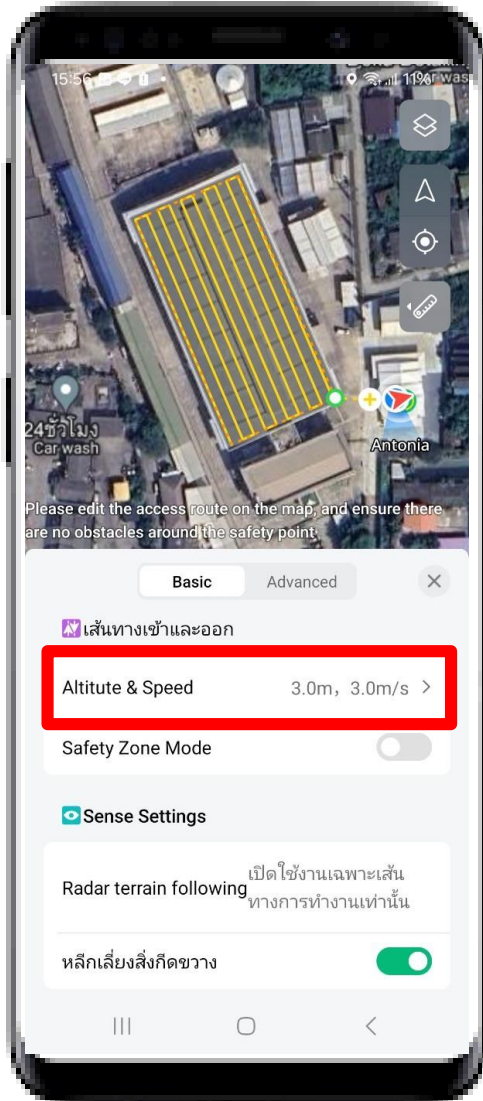 15:56
11%
Car was
24ชั่วโมง
Car wash
Antonia
Please edit the access route on the map, and ensure there
are no obstacles around the safety point
Basic
Advanced
เส้นทางเข้าและออก
Altitute & Speed
3.0m, 3.0m/s >
Safety Zone Mode
Sense Settings
Radar terrain following
เปิดใช้งานเฉพาะเส้น
ทางการทำงานเท่านั้น
หลีกเลี่ยงสิ่งกีดขวาง